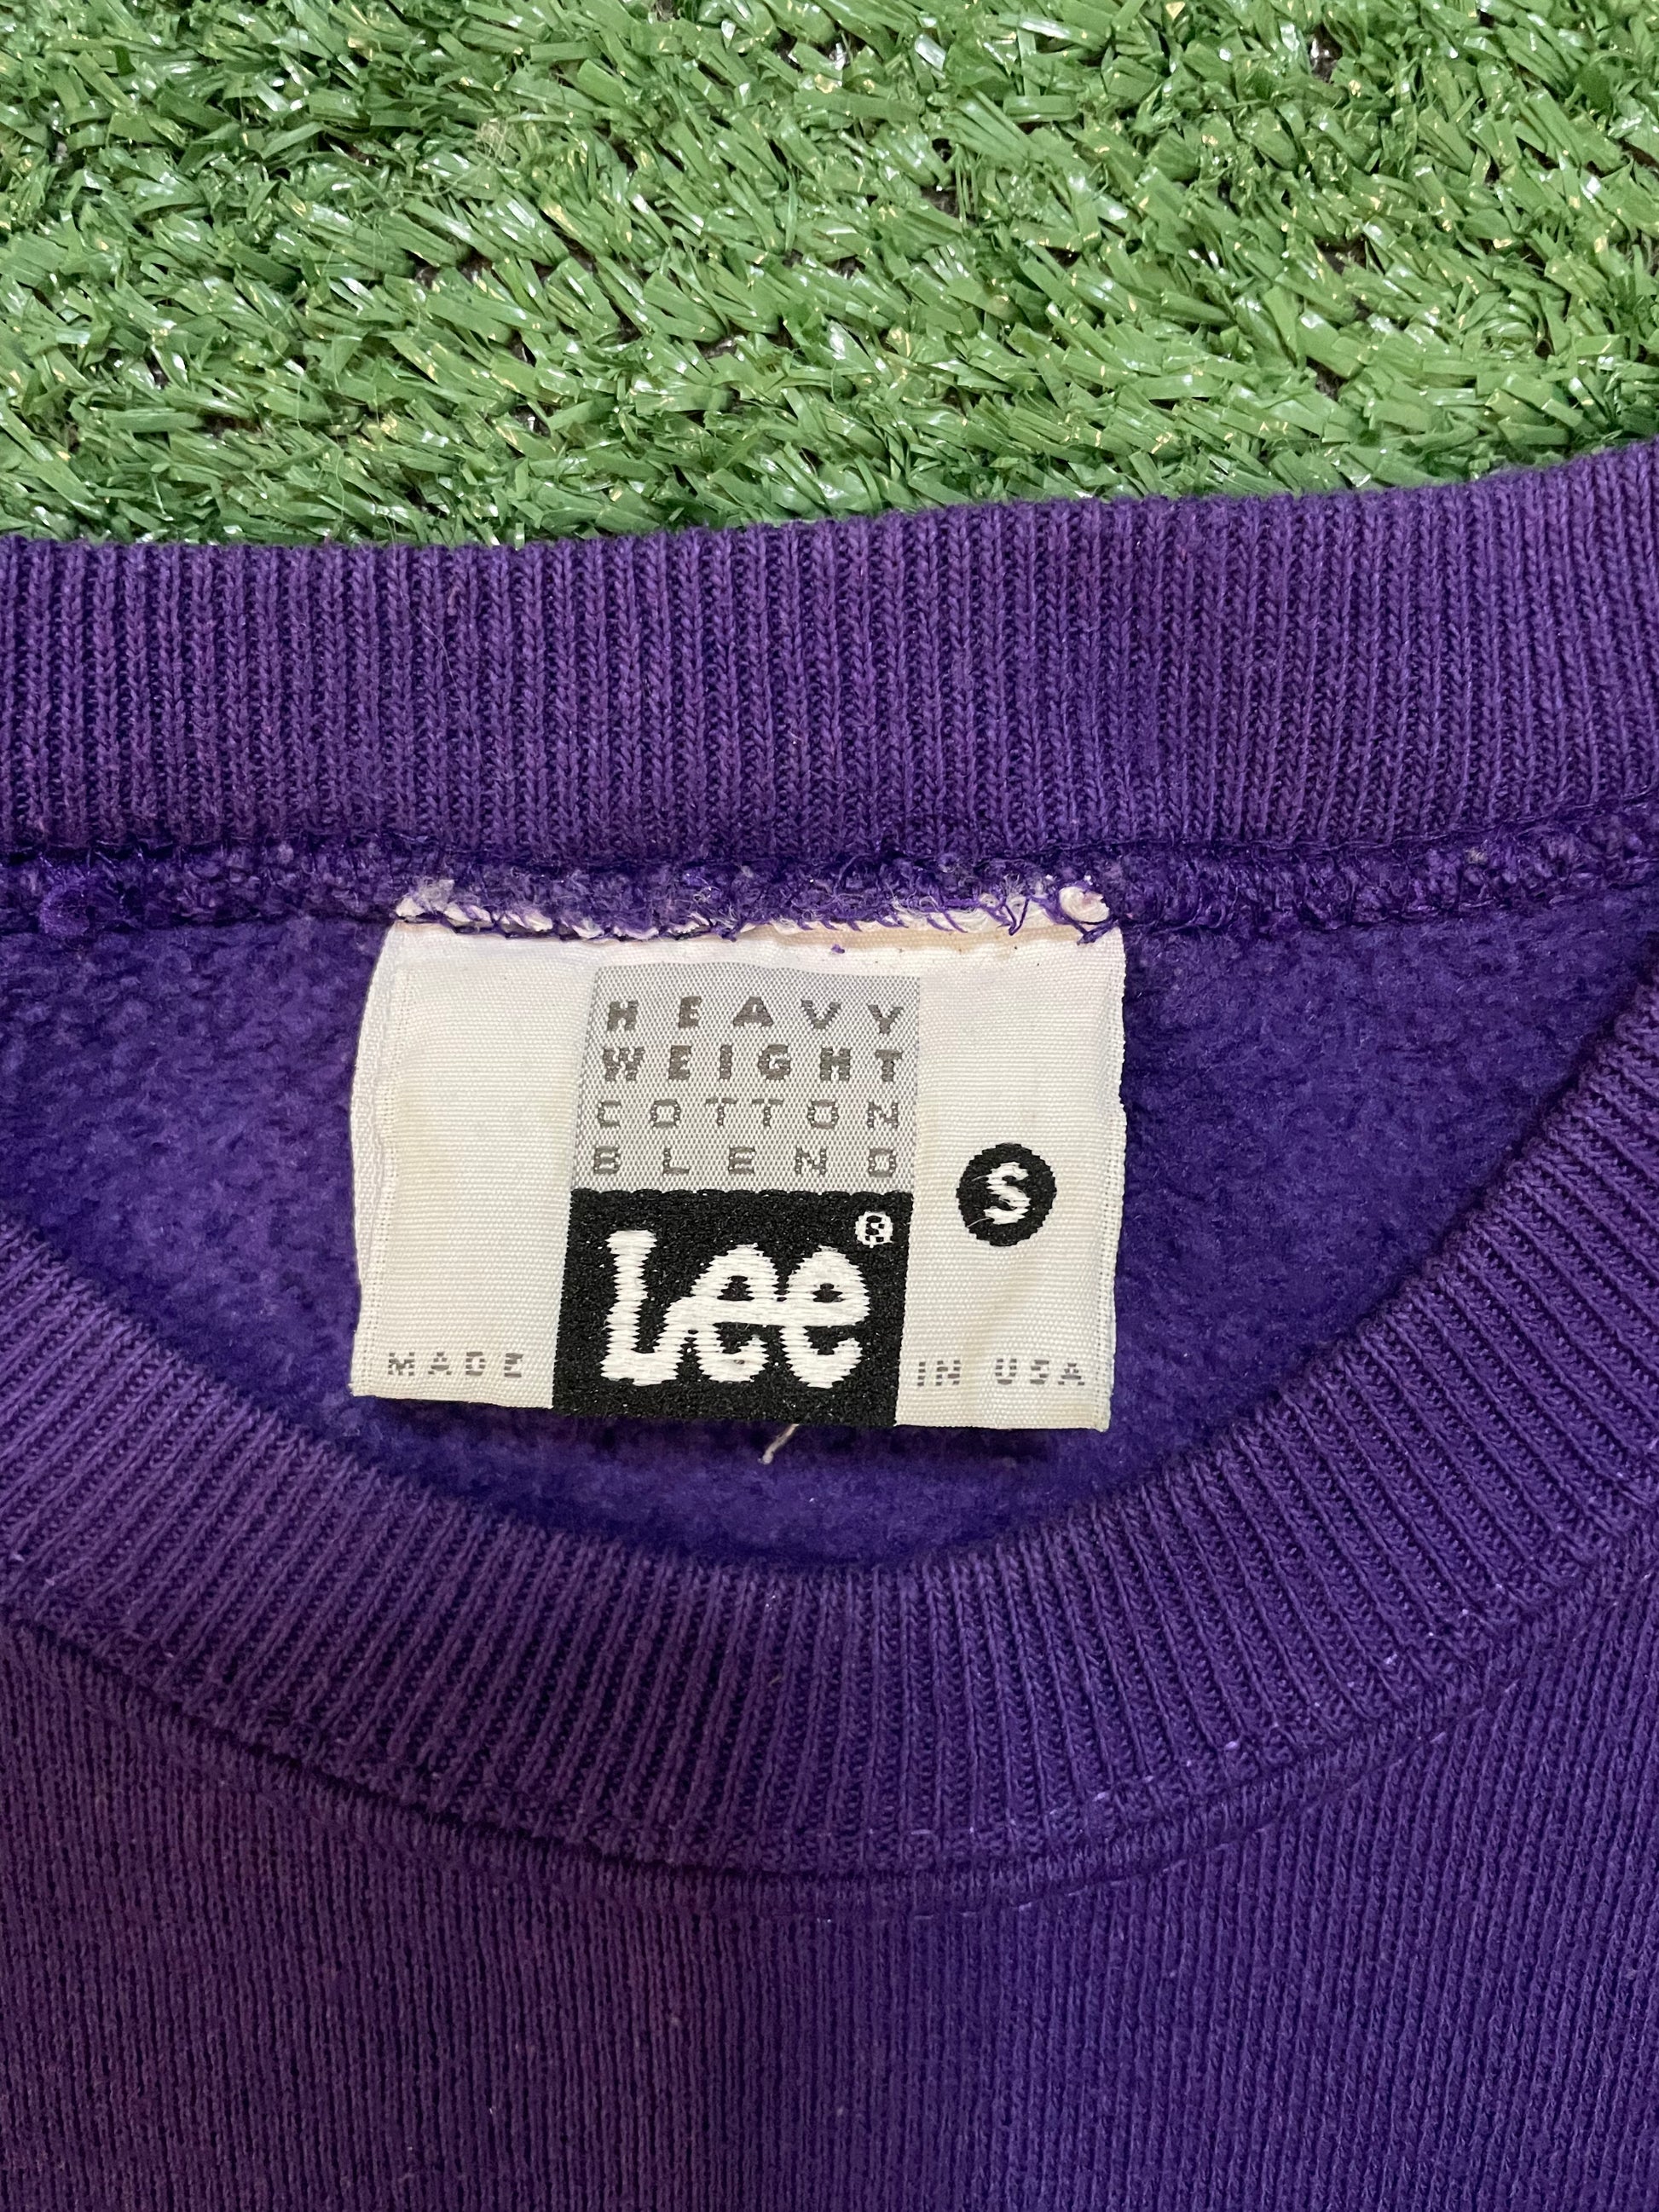 HEAVY
WEIGHT
COTTON
BLEND
S
Lee®
MADE IN USA